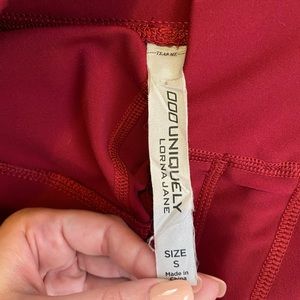 TEAR ME
UNIQUELY
LORNA JANE
SIZE
S
Made in
China